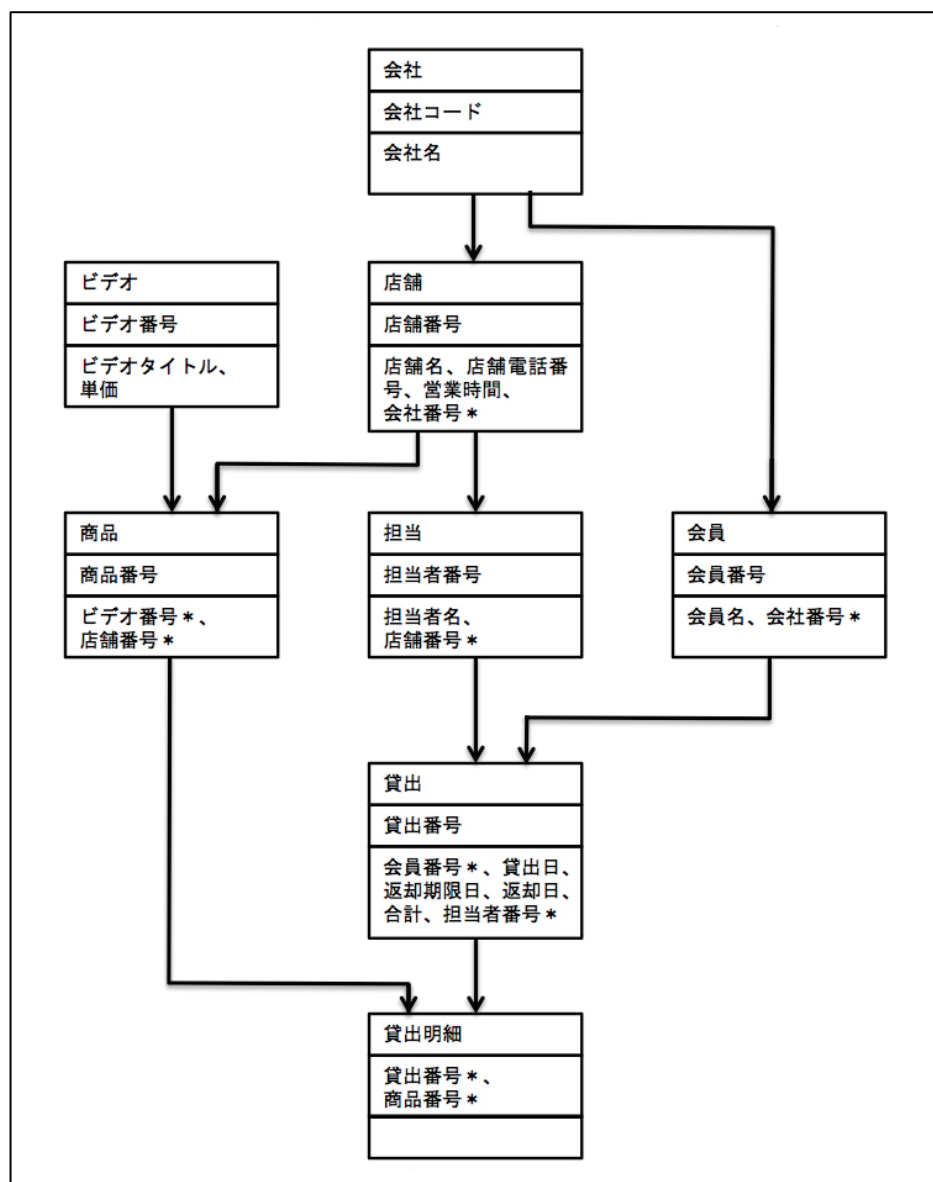 会社
会社コード
会社名
ビデオ
ビデオ番号
ビデオタイトル、
単価
店舗
店舗番号
店舗名、店舗電話番
号、営業時間、
会社番号*
商品
商品番号
ビデオ番号*、
店舗番号*
担当
担当者番号
担当者名、
店舗番号*
会員
会員番号
会員名、会社番号*
貸出
貸出番号
会員番号*、貸出日、
返却期限日、返却日、
合計、担当者番号*
貸出明細
貸出番号*、
商品番号*